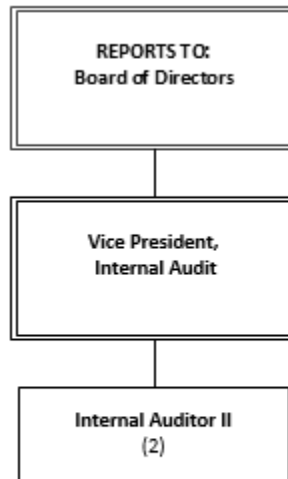 REPORTS TO:
Board of Directors
Vice President,
Internal Audit
Internal Auditor II
(2)